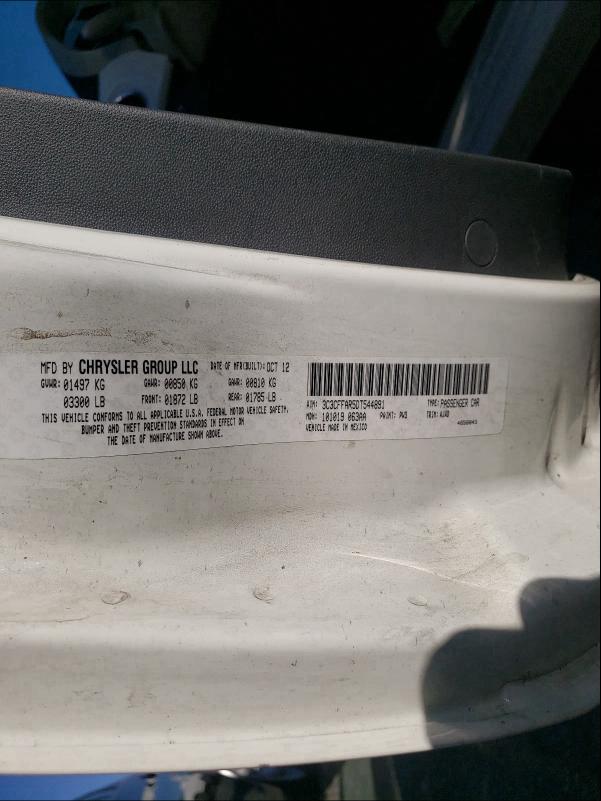 MFD BY CHRYSLER GROUP LLC DATE OF MFR(BUILT): OCT 12
GVWR: 01497 KG GAWR: 00850 KG GAWR: 00810 KG
03300 LB FRONT: 01872 LB REAR: 01785 LB
THIS VEHICLE CONFORMS TO ALL APPLICABLE U.S.A. FEDERAL MOTOR VEHICLE SAFETY,
BUMPER AND THEFT PREVENTION STANDARDS IN EFFECT ON
THE DATE OF MANUFACTURE SHOWN ABOVE.
3C3CFFAR5DT544091 TYPE: PASSENGER CAR
MDH: 101019 063AA PAINT: PW3 TRIM:
VEHICLE MADE IN MEXICO